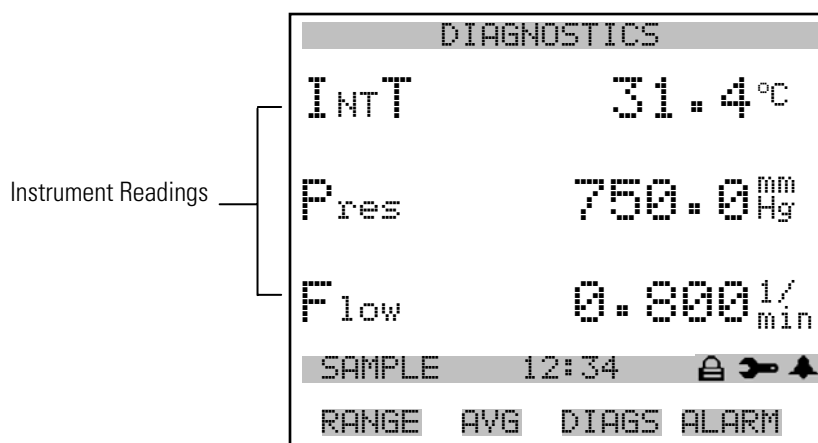 DIAGNOSTICS
INTT 31.4 °C
Instrument Readings
Pres 750.0 mm Hg
Flow 0.800 l/min
SAMPLE 12:34
RANGE AVG DIAGS ALARM